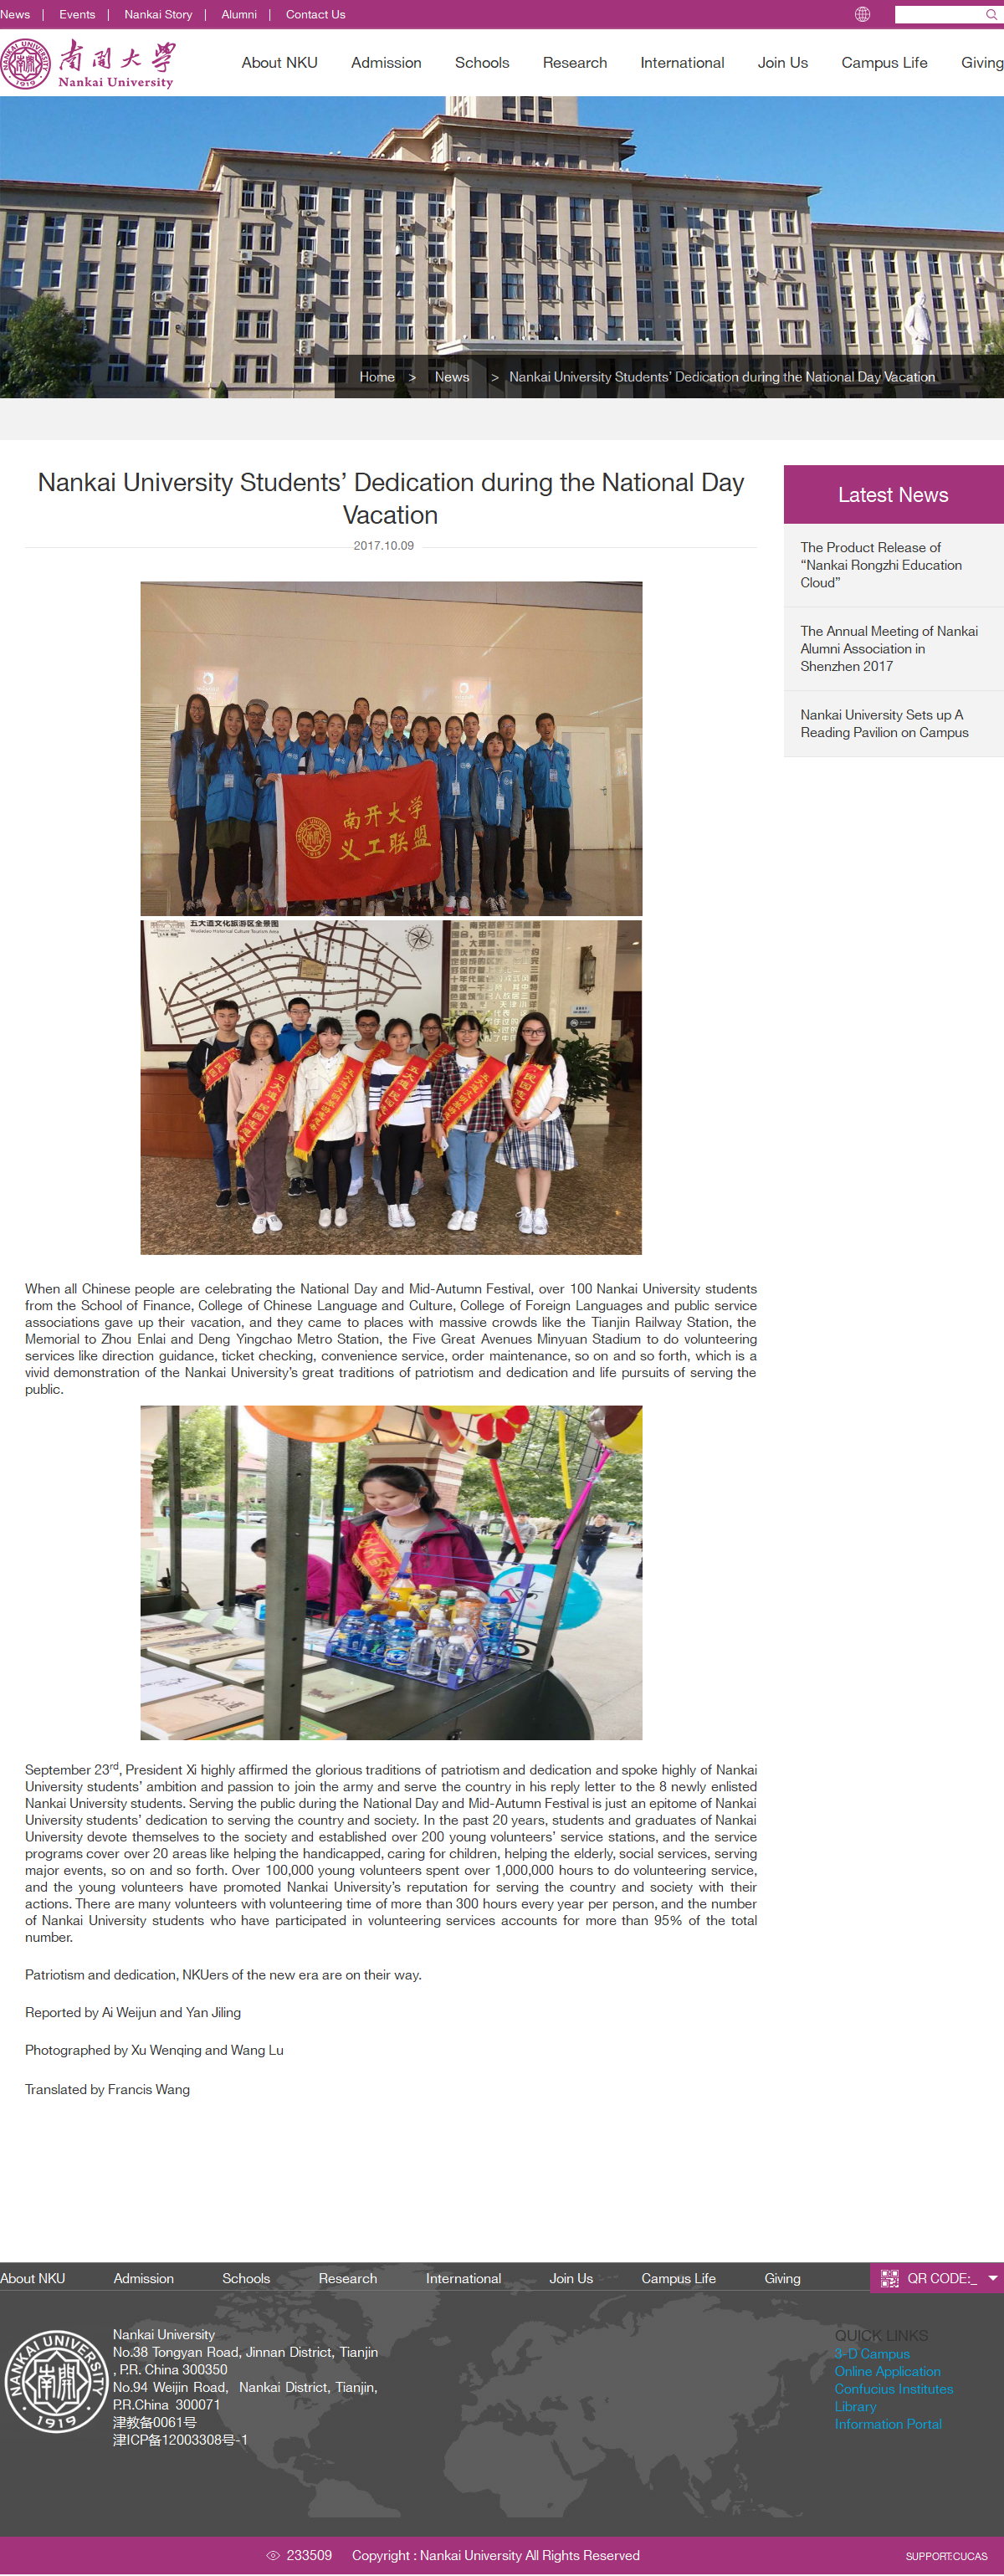 News | Events | Nankai Story | Alumni | Contact Us
南開大学
Nankai University
NANKAI UNIVERSITY
1919
About NKU Admission Schools Research International Join Us Campus Life Giving
Home > News > Nankai University Students’ Dedication during the National Day Vacation
Nankai University Students’ Dedication during the National Day
Vacation
2017.10.09
Latest News
The Product Release of
“Nankai Rongzhi Education
Cloud”
The Annual Meeting of Nankai
Alumni Association in
Shenzhen 2017
Nankai University Sets up A
Reading Pavilion on Campus
南开大学
义工联盟
五大道文化旅游区全景图
When all Chinese people are celebrating the National Day and Mid-Autumn Festival, over 100 Nankai University students
from the School of Finance, College of Chinese Language and Culture, College of Foreign Languages and public service
associations gave up their vacation, and they came to places with massive crowds like the Tianjin Railway Station, the
Memorial to Zhou Enlai and Deng Yingchao Metro Station, the Five Great Avenues Minyuan Stadium to do volunteering
services like direction guidance, ticket checking, convenience service, order maintenance, so on and so forth, which is a
vivid demonstration of the Nankai University’s great traditions of patriotism and dedication and life pursuits of serving the
public.
September 23rd, President Xi highly affirmed the glorious traditions of patriotism and dedication and spoke highly of Nankai
University students’ ambition and passion to join the army and serve the country in his reply letter to the 8 newly enlisted
Nankai University students. Serving the public during the National Day and Mid-Autumn Festival is just an epitome of Nankai
University students’ dedication to serving the country and society. In the past 20 years, students and graduates of Nankai
University devote themselves to the society and established over 200 young volunteers’ service stations, and the service
programs cover over 20 areas like helping the handicapped, caring for children, helping the elderly, social services, serving
major events, so on and so forth. Over 100,000 young volunteers spent over 1,000,000 hours to do volunteering service,
and the young volunteers have promoted Nankai University’s reputation for serving the country and society with their
actions. There are many volunteers with volunteering time of more than 300 hours every year per person, and the number
of Nankai University students who have participated in volunteering services accounts for more than 95% of the total
number.
Patriotism and dedication, NKUers of the new era are on their way.
Reported by Ai Weijun and Yan Jiling
Photographed by Xu Wenqing and Wang Lu
Translated by Francis Wang
About NKU Admission Schools Research International Join Us Campus Life Giving QR CODE:_
NANKAI UNIVERSITY
1919
Nankai University
No.38 Tongyan Road, Jinnan District, Tianjin
, P.R. China 300350
No.94 Weijin Road, Nankai District, Tianjin,
P.R.China 300071
津教备0061号
津ICP备12003308号-1
QUICK LINKS
3-D Campus
Online Application
Confucius Institutes
Library
Information Portal
233509 Copyright : Nankai University All Rights Reserved SUPPORT:CUCAS